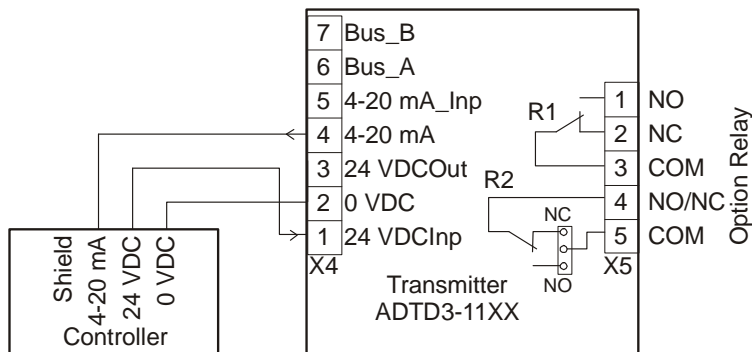 7 Bus_B
6 Bus_A
5 4-20 mA_Inp
4 4-20 mA
3 24 VDCOut
2 0 VDC
1 24 VDCInp
X4
R1
R2
NC
NO
1 NO
2 NC
3 COM
4 NO/NC
5 COM
X5
Option Relay
Transmitter
ADTD3-11XX
Shield
4-20 mA
24 VDC
0 VDC
Controller